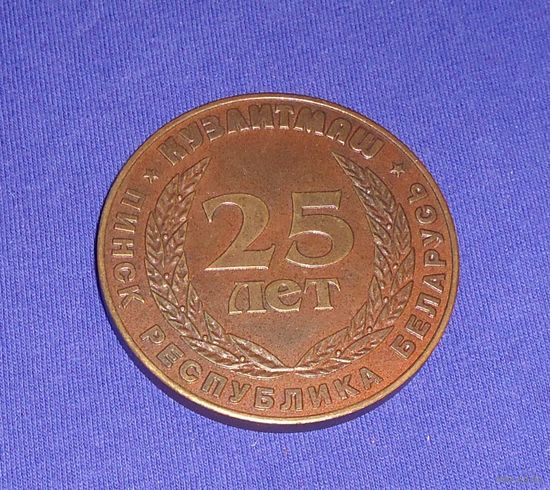 КУЗЛИТМАШ
25
лет
ПИНСК РЕСПУБЛИКА БЕЛАРУСЬ